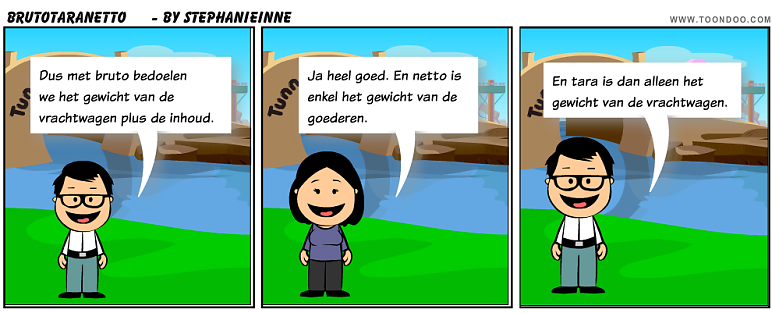 BRUTOTARANETTO - BY STEPHANIEINNE
WWW.TOONDOO.COM
Dus met bruto bedoelen
we het gewicht van de
vrachtwagen plus de inhoud.
Tunn
Ja heel goed. En netto is
enkel het gewicht van de
goederen.
Tunn
En tara is dan alleen het
gewicht van de vrachtwagen.
Tu